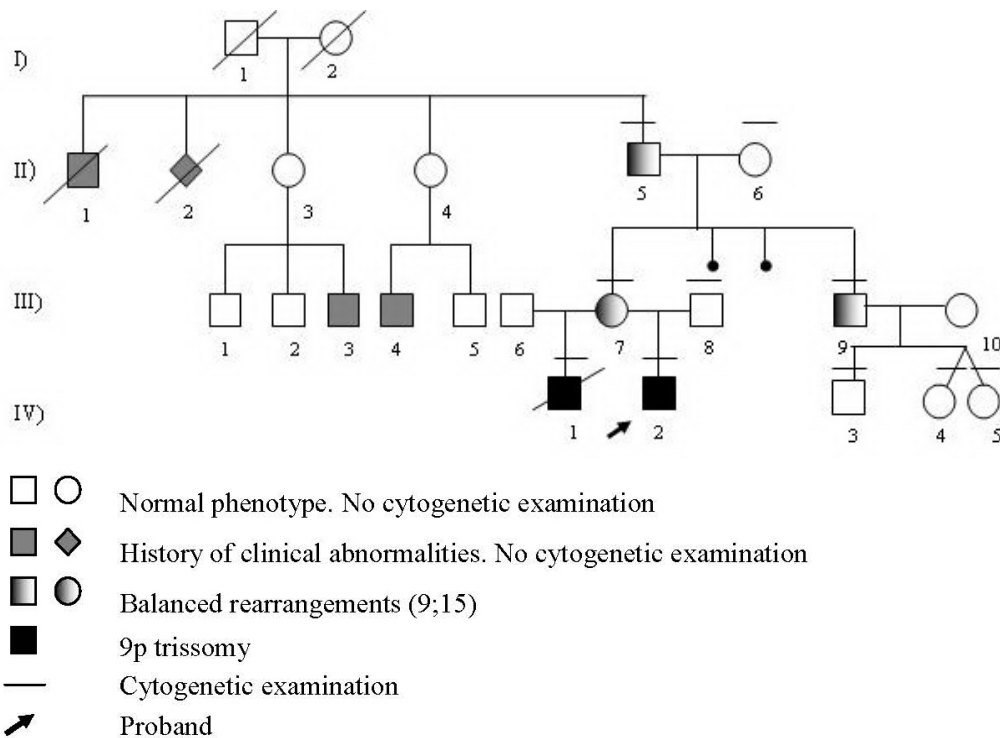 I)
1
2
II)
1
2
3
4
5
6
III)
1
2
3
4
5
6
7
8
9
10
IV)
1
2
3
4
5
Normal phenotype. No cytogenetic examination
History of clinical abnormalities. No cytogenetic examination
Balanced rearrangements (9;15)
9p trissomy
Cytogenetic examination
Proband